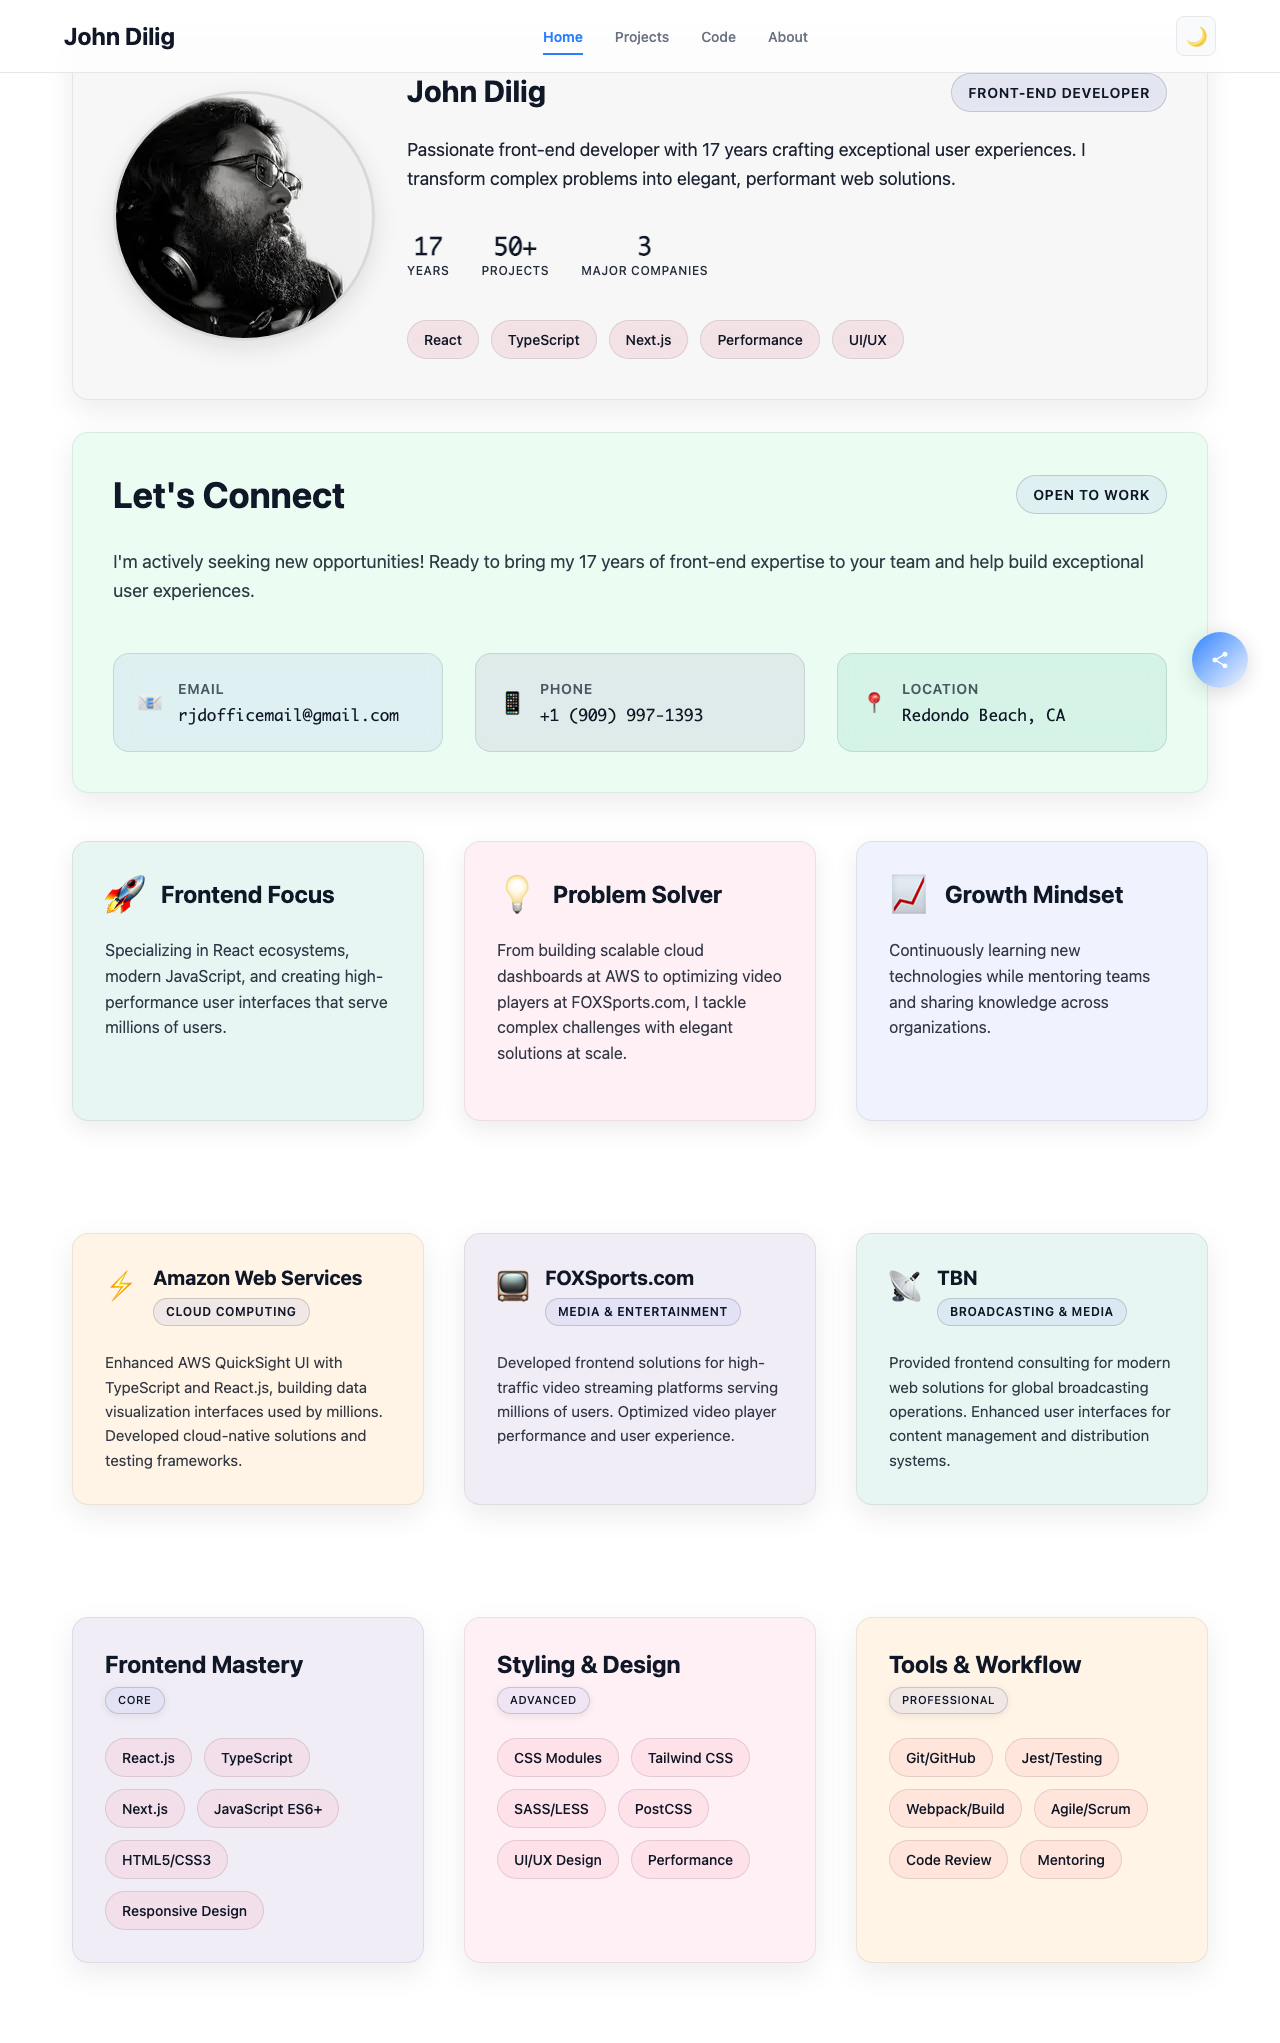 John Dilig
Home
Projects
Code
About
John Dilig
FRONT-END DEVELOPER
Passionate front-end developer with 17 years crafting exceptional user experiences. I
transform complex problems into elegant, performant web solutions.
17
YEARS
50+
PROJECTS
3
MAJOR COMPANIES
React
TypeScript
Next.js
Performance
UI/UX
Let's Connect
OPEN TO WORK
I'm actively seeking new opportunities! Ready to bring my 17 years of front-end expertise to your team and help build exceptional
user experiences.
EMAIL
rjdofficemail@gmail.com
PHONE
+1 (909) 997-1393
LOCATION
Redondo Beach, CA
Frontend Focus
Specializing in React ecosystems,
modern JavaScript, and creating high-
performance user interfaces that serve
millions of users.
Problem Solver
From building scalable cloud
dashboards at AWS to optimizing video
players at FOXSports.com, I tackle
complex challenges with elegant
solutions at scale.
Growth Mindset
Continuously learning new
technologies while mentoring teams
and sharing knowledge across
organizations.
Amazon Web Services
CLOUD COMPUTING
Enhanced AWS QuickSight UI with
TypeScript and React.js, building data
visualization interfaces used by millions.
Developed cloud-native solutions and
testing frameworks.
FOXSports.com
MEDIA & ENTERTAINMENT
Developed frontend solutions for high-
traffic video streaming platforms serving
millions of users. Optimized video player
performance and user experience.
TBN
BROADCASTING & MEDIA
Provided frontend consulting for modern
web solutions for global broadcasting
operations. Enhanced user interfaces for
content management and distribution
systems.
Frontend Mastery
CORE
React.js
TypeScript
Next.js
JavaScript ES6+
HTML5/CSS3
Responsive Design
Styling & Design
ADVANCED
CSS Modules
Tailwind CSS
SASS/LESS
PostCSS
UI/UX Design
Performance
Tools & Workflow
PROFESSIONAL
Git/GitHub
Jest/Testing
Webpack/Build
Agile/Scrum
Code Review
Mentoring